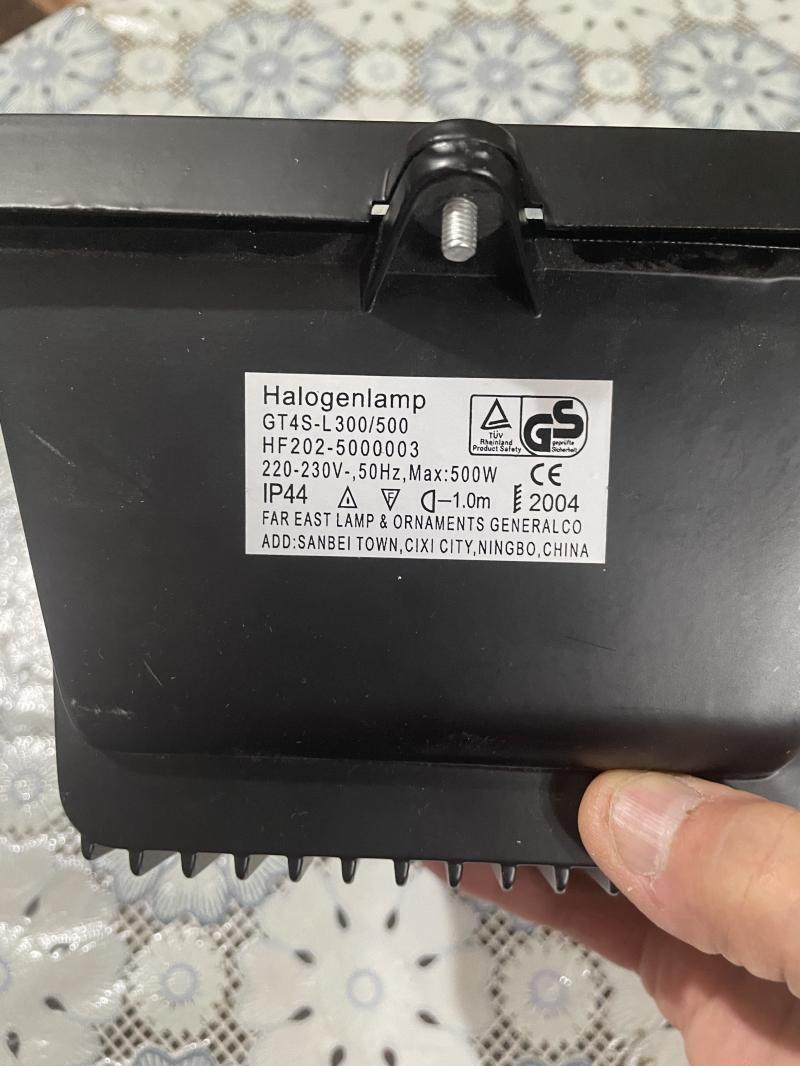 Halogenlamp
GT4S-L300/500
HF202-5000003
220-230V-,50Hz,Max:500W
TÜV
Rheinland
Product Safety
GS
geprüfte
Sicherheit
CE
IP44 F —1.0m 2004
FAR EAST LAMP & ORNAMENTS GENERALCO
ADD:SANBEI TOWN,CIXI CITY,NINGBO,CHINA